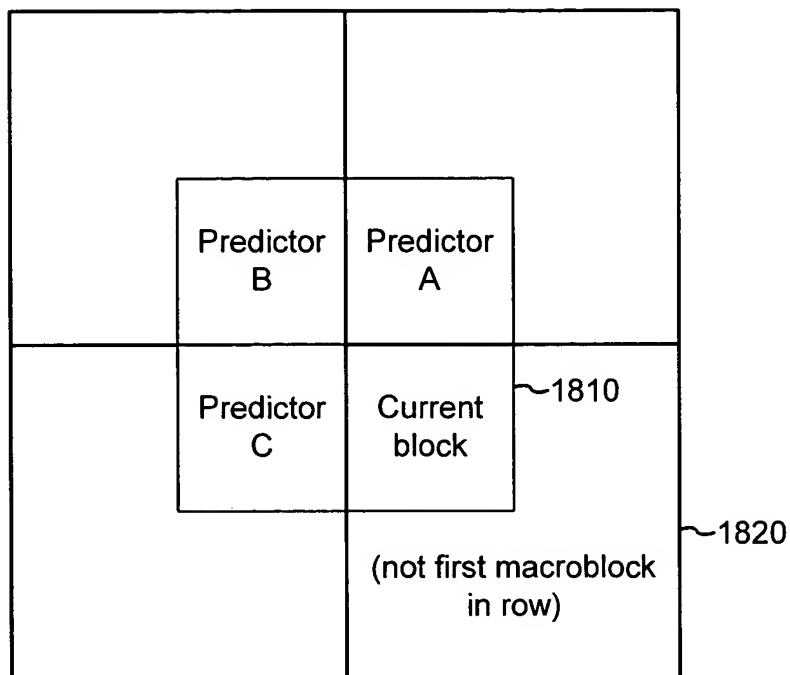 Predictor
B
Predictor
A
Predictor
C
Current
block
1810
1820
(not first macroblock
in row)